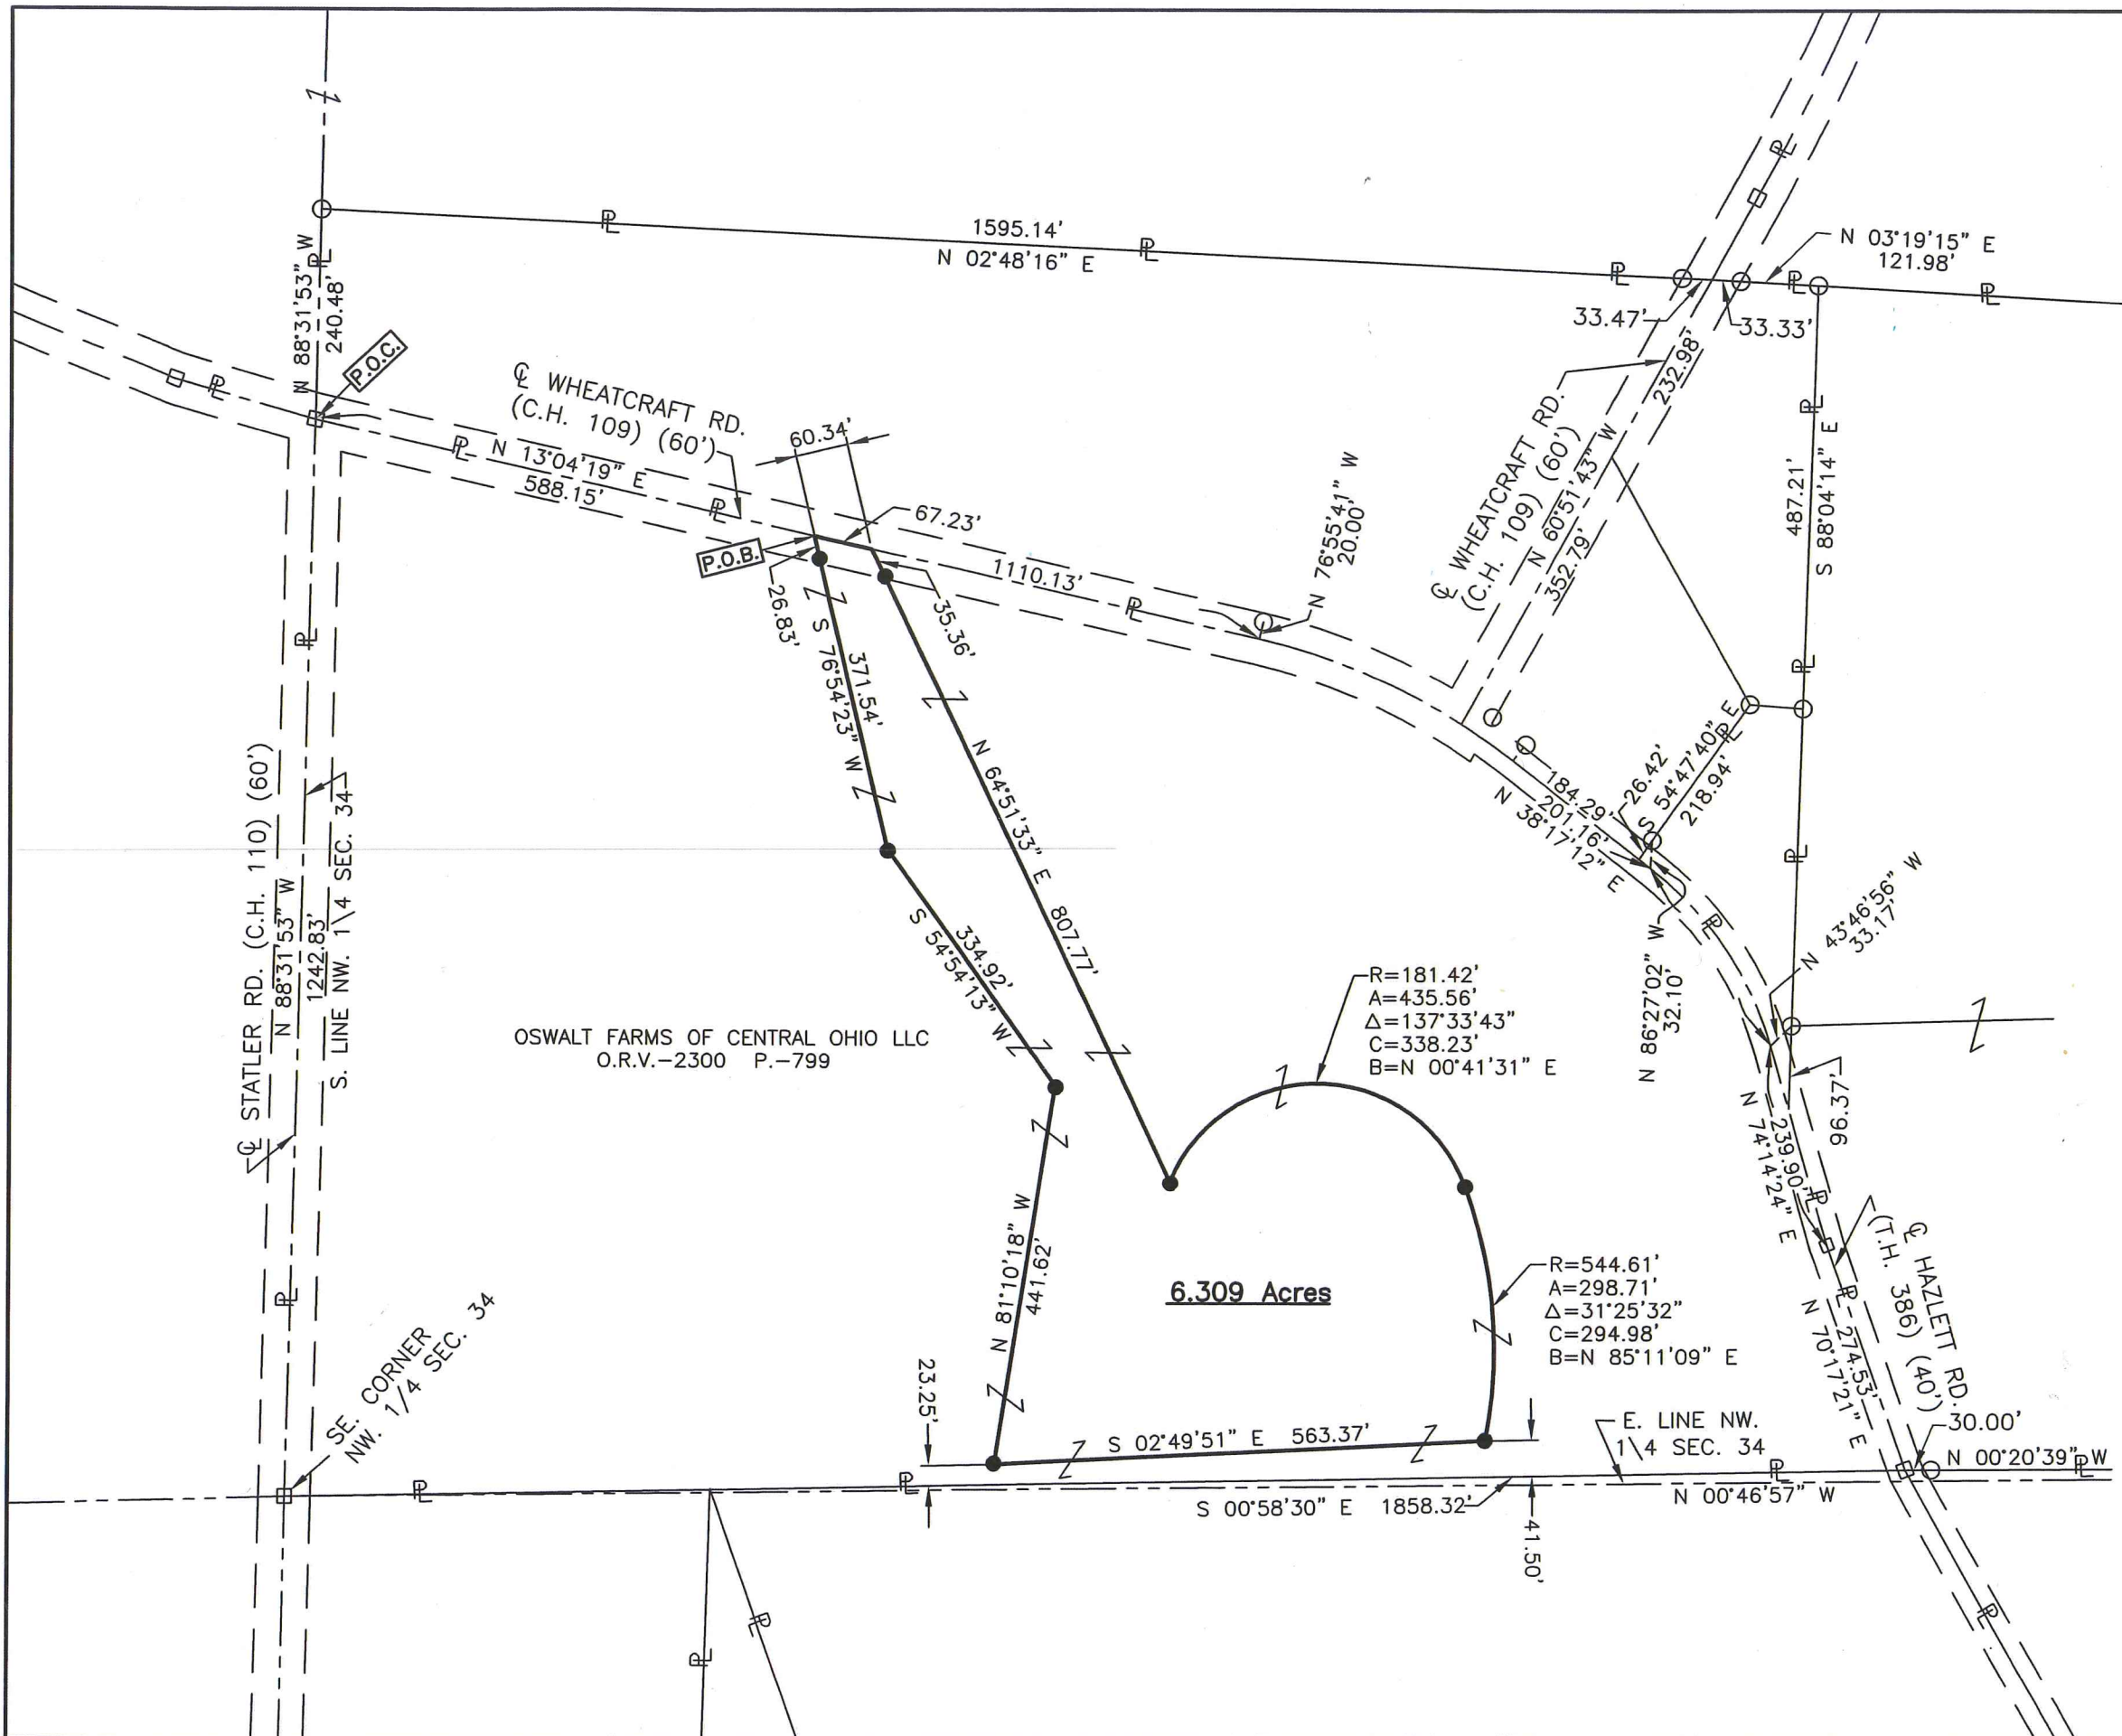 1595.14'
N 02°48'16" E
N 03°19'15" E
121.98'
33.47'
33.33'
N 88°31'53" W
240.48'
P.O.C.
℄ WHEATCRAFT RD.
(C.H. 109) (60')
N 13°04'19" E
588.15'
60.34'
67.23'
P.O.B.
26.83'
35.36'
1110.13'
N 76°55'41" W
20.00'
℄ WHEATCRAFT RD.
(C.H. 109) (60')
232.98'
N 60°51'43" W
352.79'
487.21'
S 88°04'14" E
371.54'
S 76°54'23" W
N 64°51'33" E
807.77'
26.42'
S 54°47'40" E
218.94'
184.29'
201.16'
N 38°17'12" E
N 43°46'56" W
33.17'
N 86°27'02" W
32.10'
℄ STATLER RD. (C.H. 110) (60')
N 88°31'53" W
1242.83'
S. LINE NW. 1\4 SEC. 34
334.92'
S 54°54'13" W
OSWALT FARMS OF CENTRAL OHIO LLC
O.R.V.-2300 P.-799
R=181.42'
A=435.56'
Δ=137°33'43"
C=338.23'
B=N 00°41'31" E
96.37'
239.90'
N 74°14'24" E
℄ HAZLETT RD.
(T.H. 386) (40')
N 81°10'18" W
441.62'
6.309 Acres
R=544.61'
A=298.71'
Δ=31°25'32"
C=294.98'
B=N 85°11'09" E
274.53'
N 70°17'21" E
SE. CORNER
NW. 1/4 SEC. 34
23.25'
S 02°49'51" E 563.37'
E. LINE NW.
1\4 SEC. 34
30.00'
N 00°20'39" W
S 00°58'30" E 1858.32'
N 00°46'57" W
41.50'